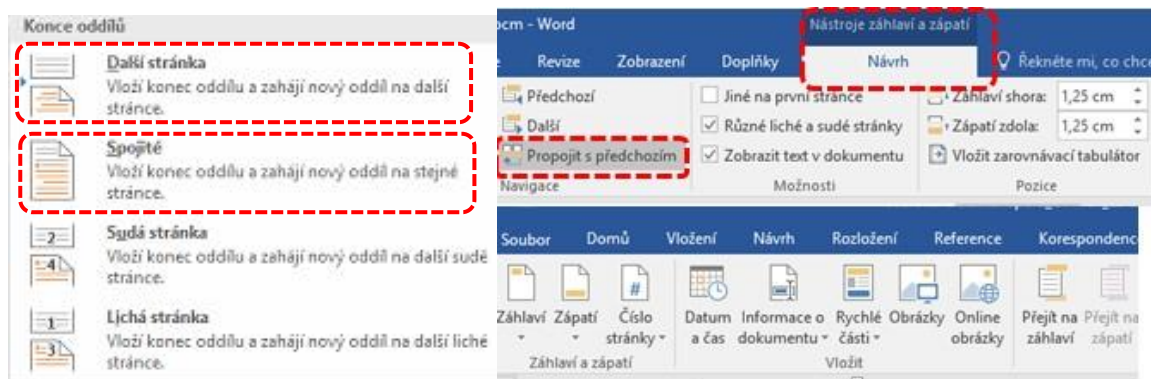 Konce oddílů
Další stránka
Vloží konec oddílu a zahájí nový oddíl na další
stránce.
Spojité
Vloží konec oddílu a zahájí nový oddíl na stejné
stránce.
Sudá stránka
Vloží konec oddílu a zahájí nový oddíl na další sudé
stránce.
Lichá stránka
Vloží konec oddílu a zahájí nový oddíl na další liché
stránce.
ocm - Word
Nástroje záhlaví a zápatí
Revize Zobrazení Doplňky Návrh Řekněte mi, co chce
Předchozí Jiné na první stránce Záhlaví shora: 1,25 cm
Další Různé liché a sudé stránky Zápatí zdola: 1,25 cm
Propojit s předchozím Zobrazit text v dokumentu Vložit zarovnávací tabulátor
Navigace Možnosti Pozice
Soubor Domů Vložení Návrh Rozložení Reference Korespondenc
Záhlaví Zápatí Číslo Datum Informace o Rychlé Obrázky Online Přejít na Přejít na
stránky a čas dokumentu části obrázky záhlaví zápatí
Záhlaví a zápatí Vložit